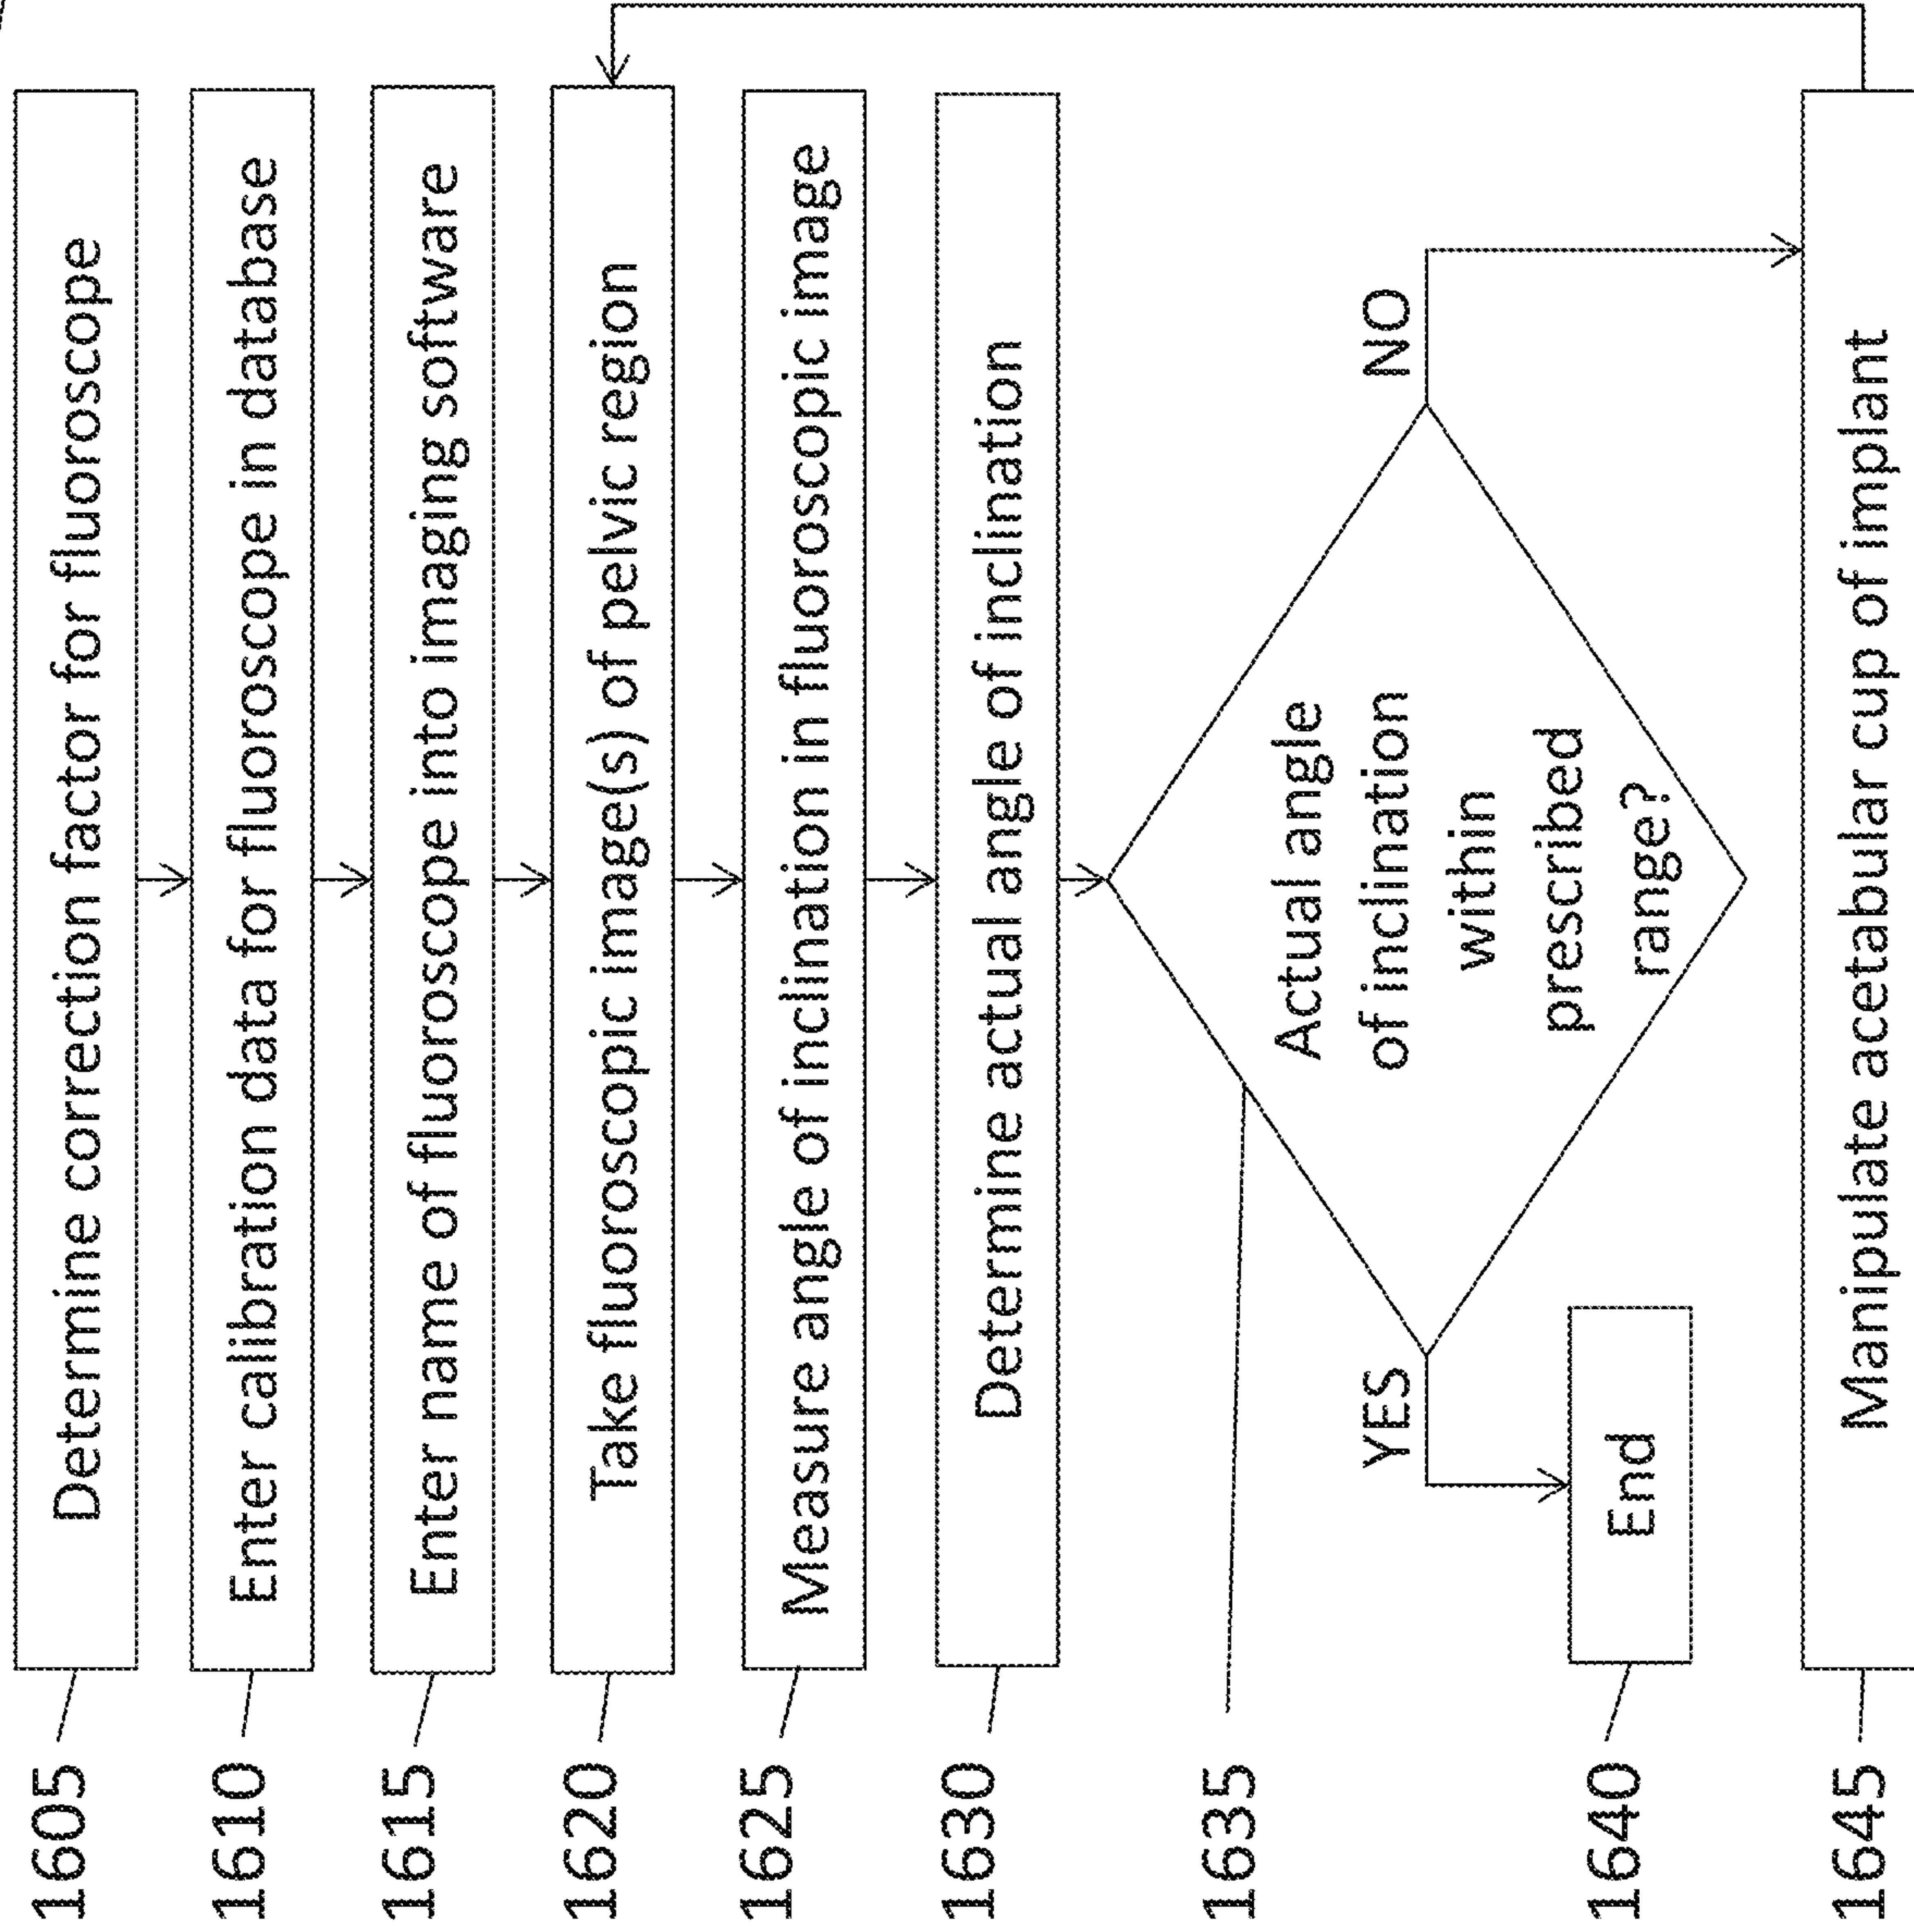 1605
Determine correction factor for fluoroscope
1610
Enter calibration data for fluoroscope in database
1615
Enter name of fluoroscope into imaging software
1620
Take fluoroscopic image(s) of pelvic region
1625
Measure angle of inclination in fluoroscopic image
1630
Determine actual angle of inclination
1635
Actual angle
of inclination
within
prescribed
range?
YES
NO
1640
End
1645
Manipulate acetabular cup of implant